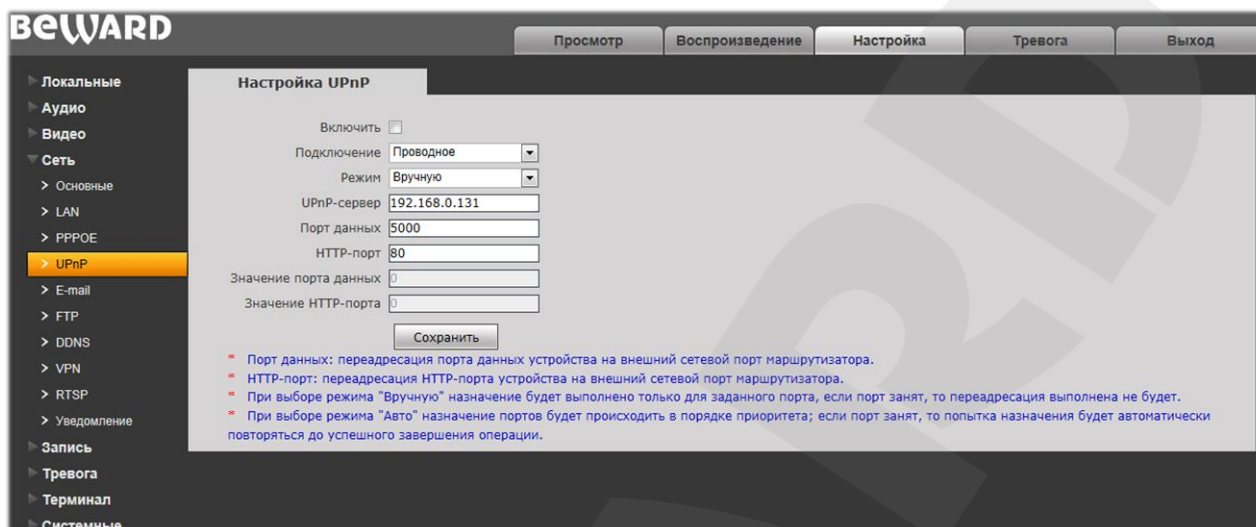 BEWARD
Просмотр
Воспроизведение
Настройка
Тревога
Выход
Локальные
Аудио
Видео
Сеть
> Основные
> LAN
> PPPOE
> UPnP
> E-mail
> FTP
> DDNS
> VPN
> RTSP
> Уведомление
Запись
Тревога
Терминал
Системные
Настройка UPnP
Включить
Подключение Проводное
Режим Вручную
UPnP-сервер 192.168.0.131
Порт данных 5000
HTTP-порт 80
Значение порта данных 0
Значение HTTP-порта 0
Сохранить
* Порт данных: переадресация порта данных устройства на внешний сетевой порт маршрутизатора.
* HTTP-порт: переадресация HTTP-порта устройства на внешний сетевой порт маршрутизатора.
* При выборе режима "Вручную" назначение будет выполнено только для заданного порта, если порт занят, то переадресация выполнена не будет.
* При выборе режима "Авто" назначение портов будет происходить в порядке приоритета; если порт занят, то попытка назначения будет автоматически
повторяться до успешного завершения операции.